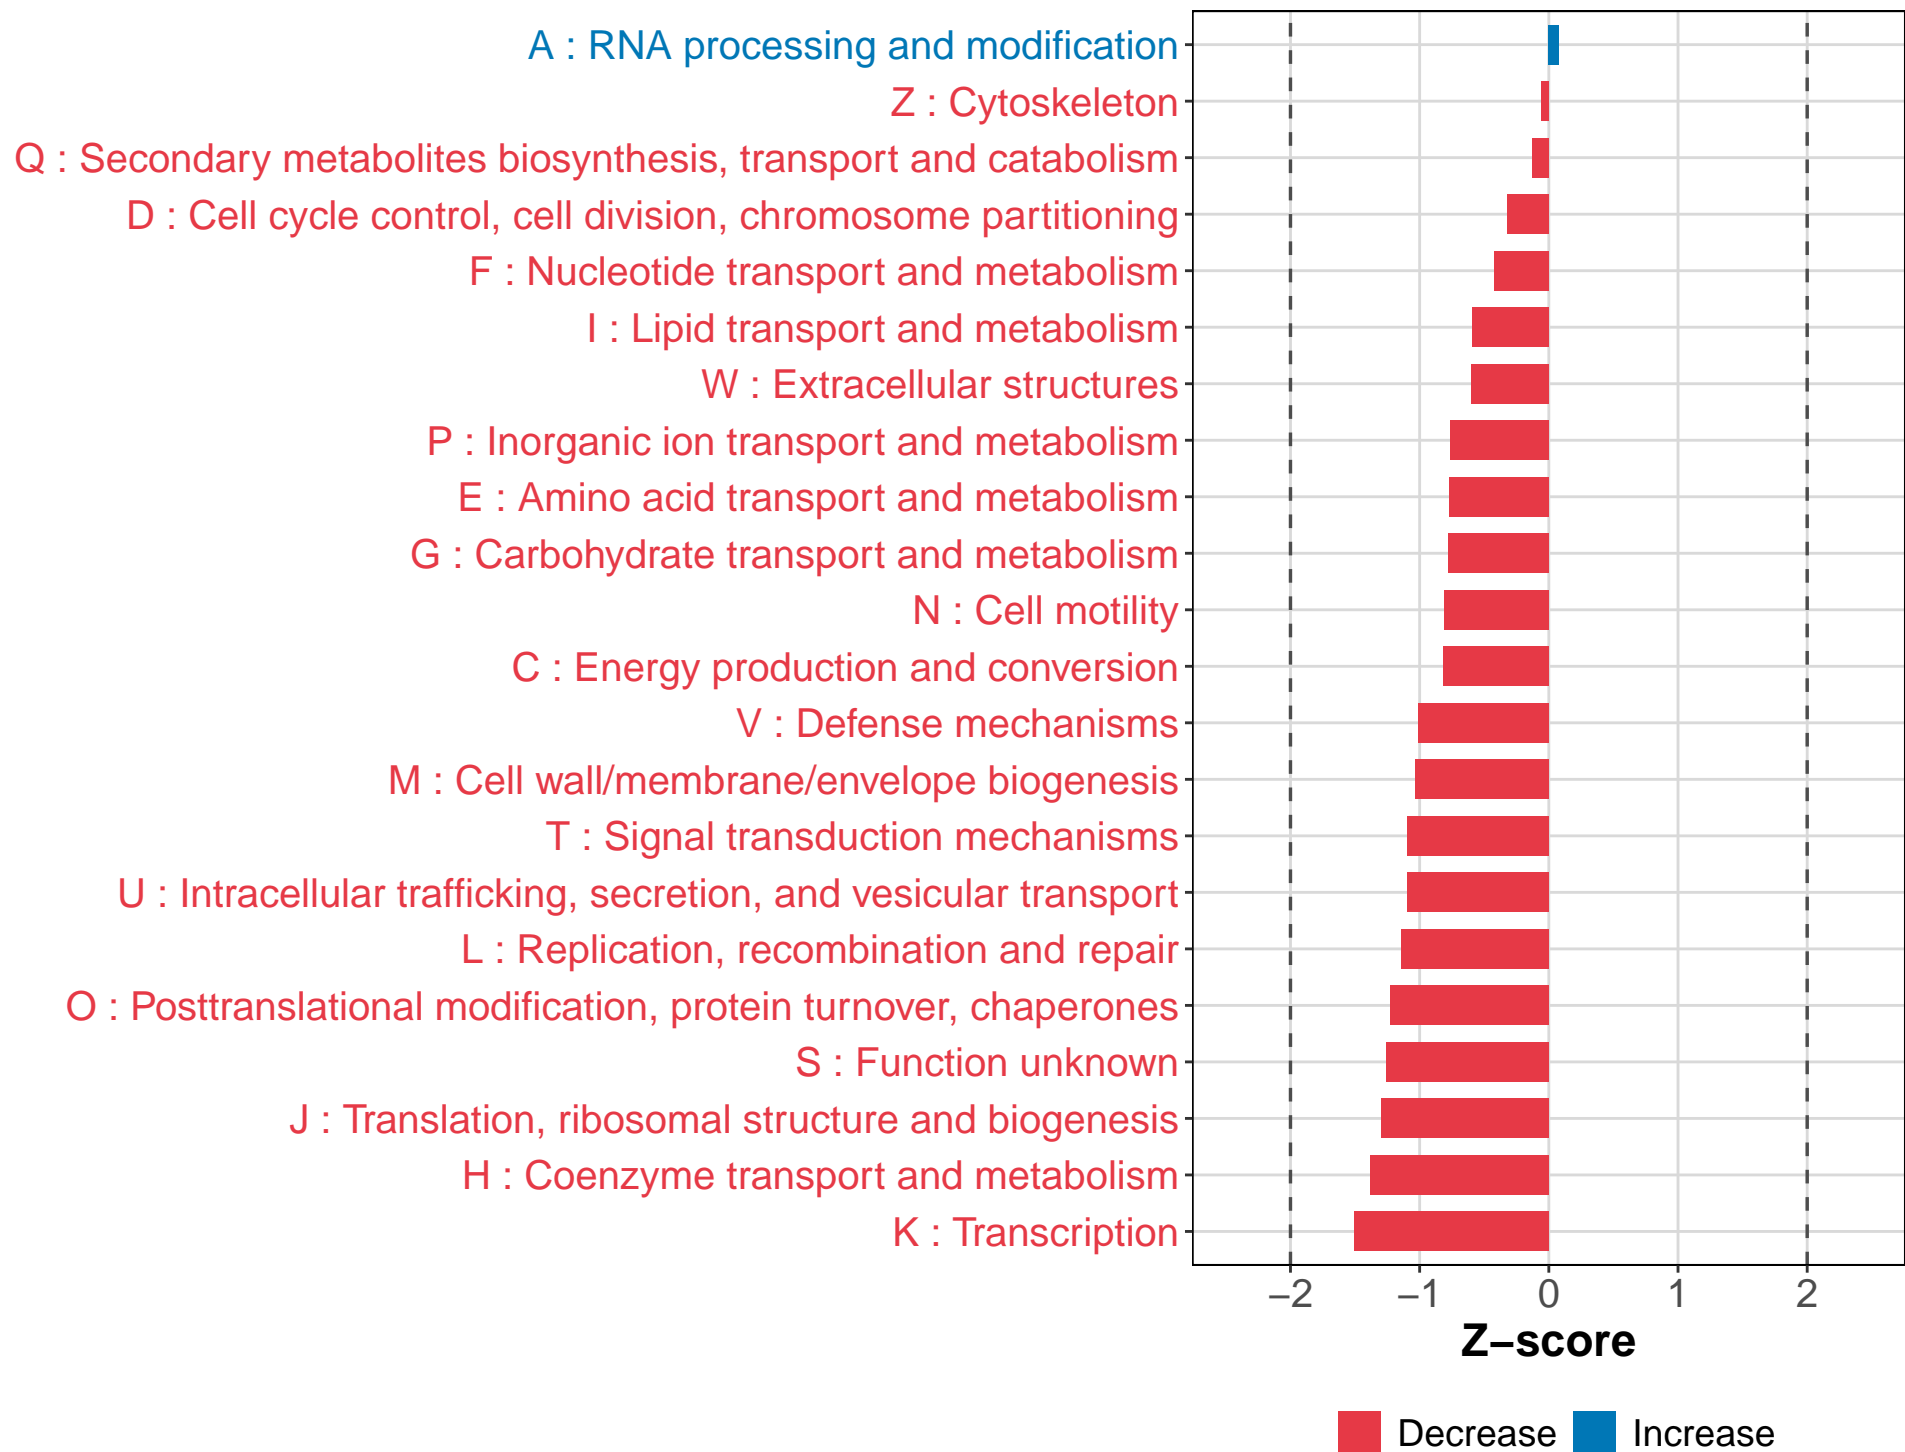 A : RNA processing and modification
Z : Cytoskeleton
Q : Secondary metabolites biosynthesis, transport and catabolism
D : Cell cycle control, cell division, chromosome partitioning
F : Nucleotide transport and metabolism
I : Lipid transport and metabolism
W : Extracellular structures
P : Inorganic ion transport and metabolism
E : Amino acid transport and metabolism
G : Carbohydrate transport and metabolism
N : Cell motility
C : Energy production and conversion
V : Defense mechanisms
M : Cell wall/membrane/envelope biogenesis
T : Signal transduction mechanisms
U : Intracellular trafficking, secretion, and vesicular transport
L : Replication, recombination and repair
O : Posttranslational modification, protein turnover, chaperones
S : Function unknown
J : Translation, ribosomal structure and biogenesis
H : Coenzyme transport and metabolism
K : Transcription
−2 −1 0 1 2
Z−score
Decrease Increase